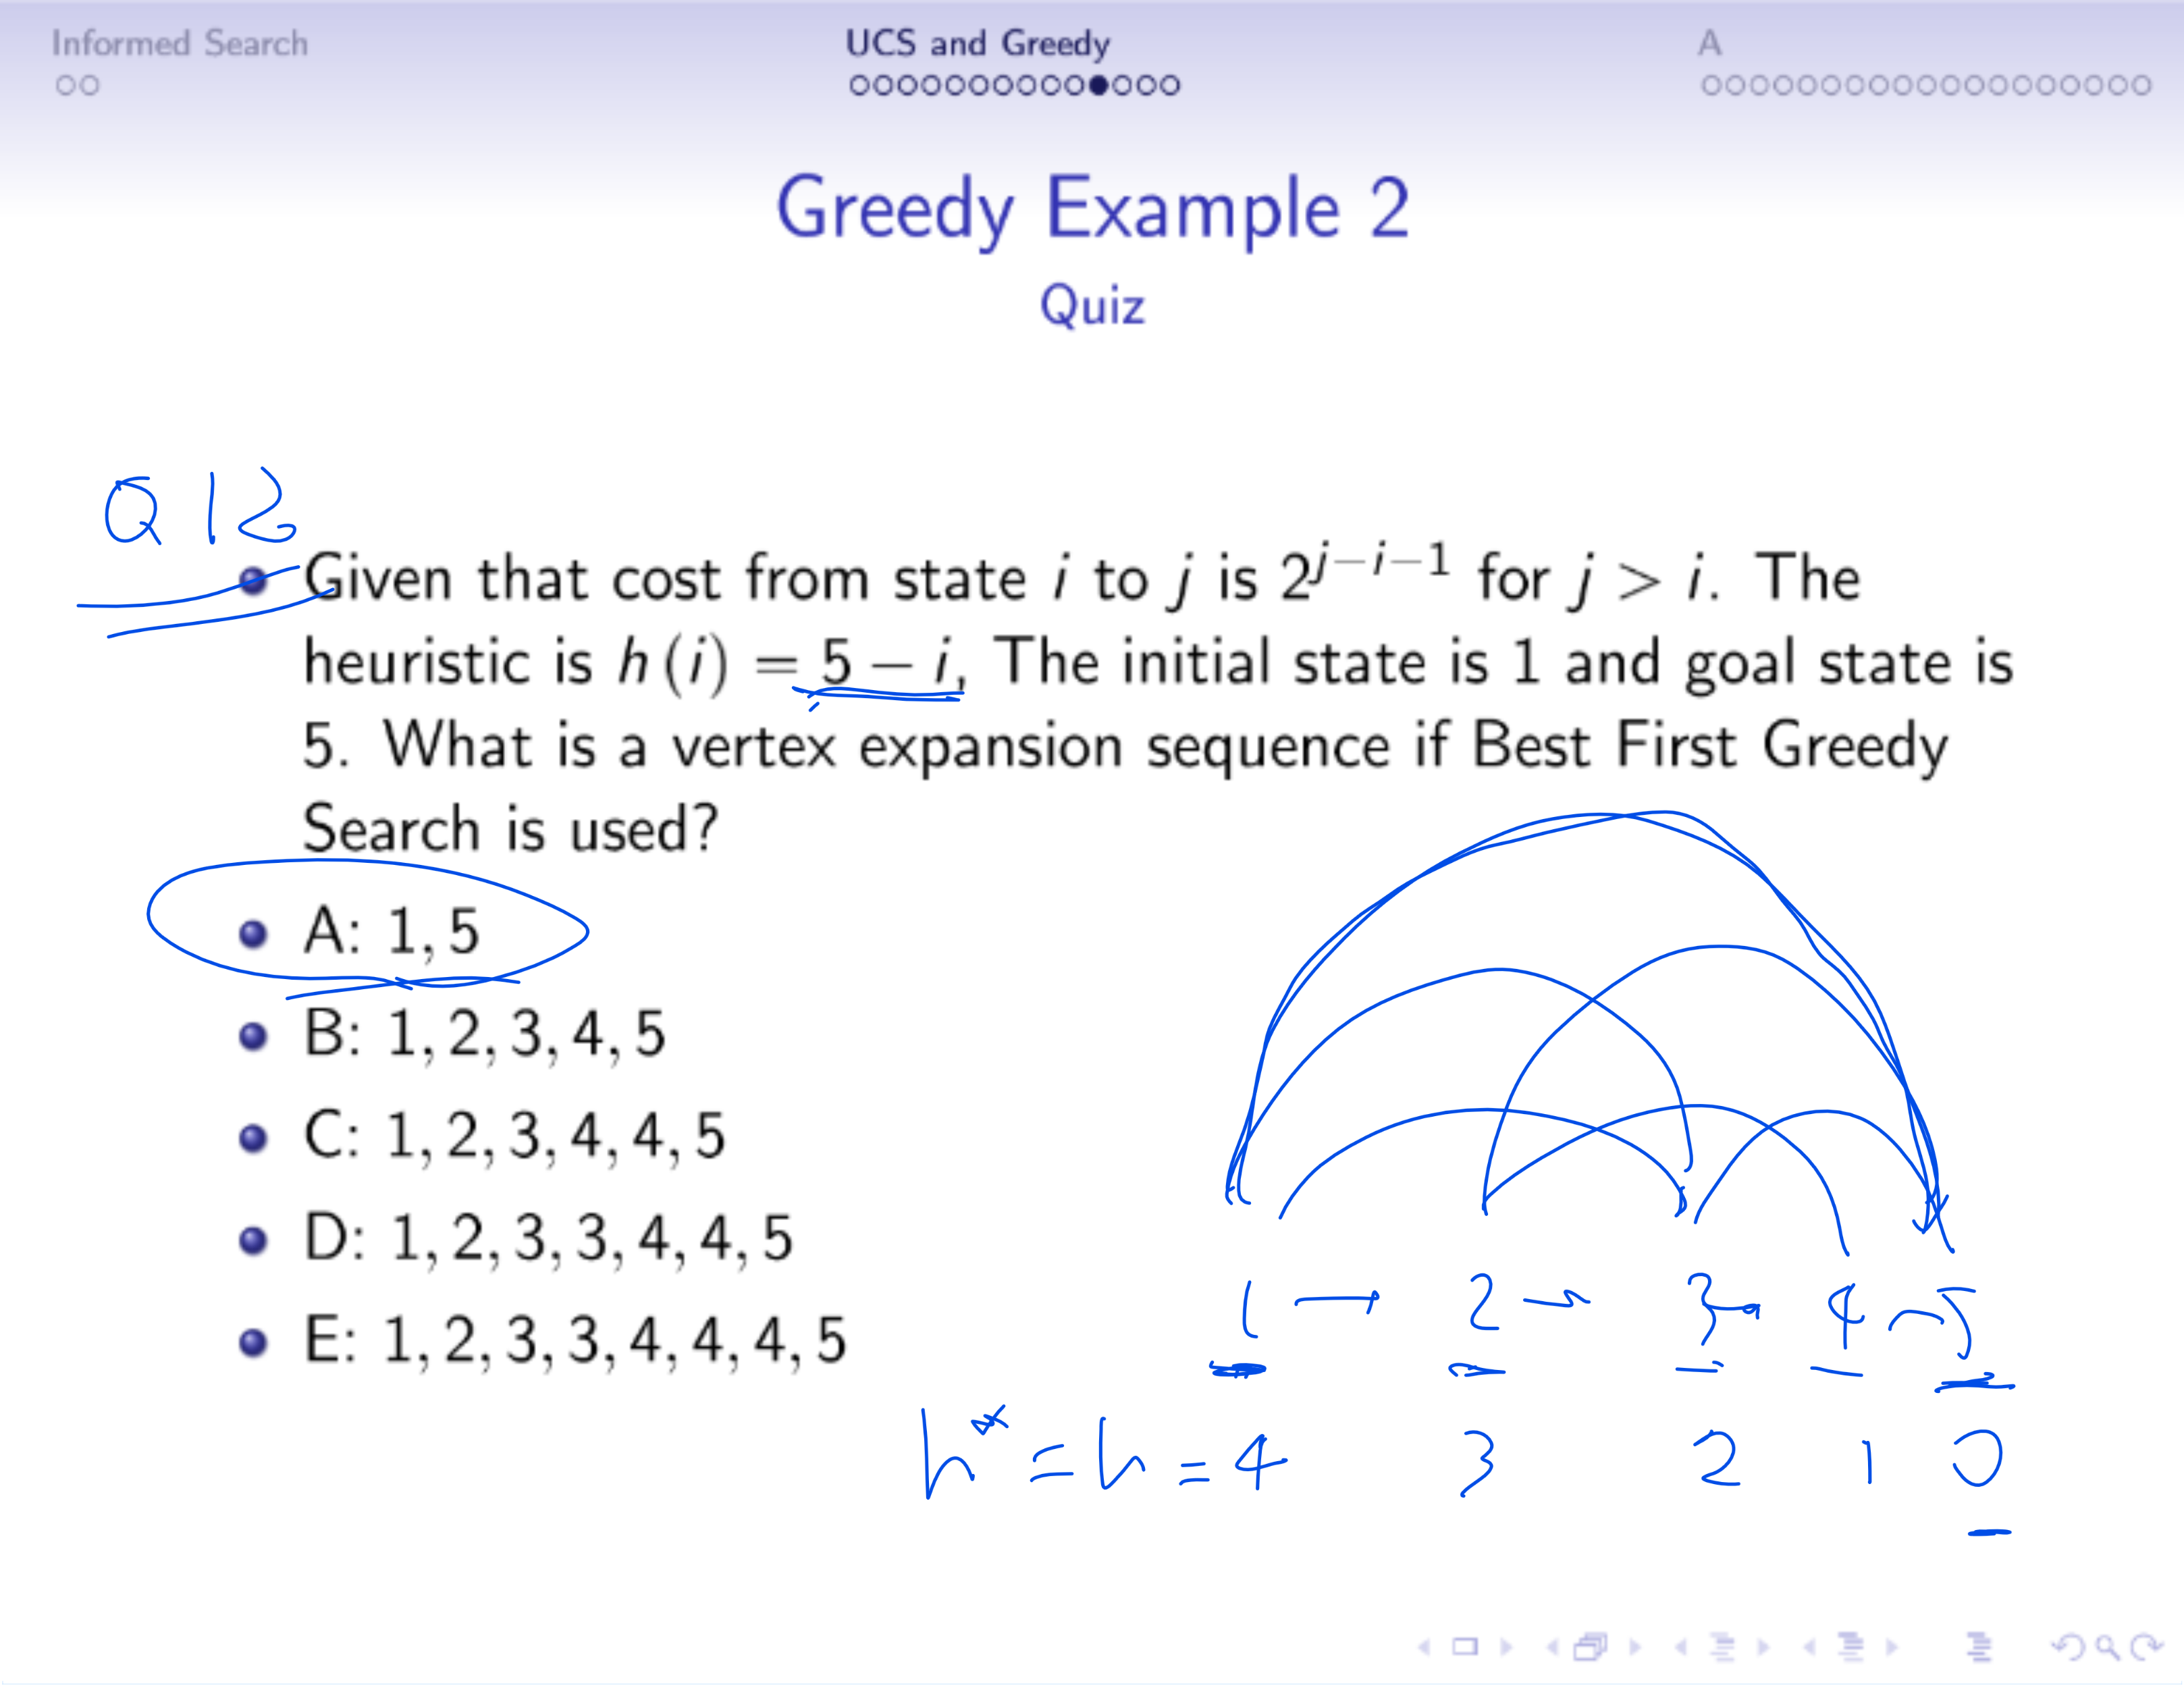 Informed Search
UCS and Greedy
A
Greedy Example 2
Quiz
Q12
Given that cost from state i to j is 2^{j−i−1} for j > i. The
heuristic is h (i) = 5 − i, The initial state is 1 and goal state is
5. What is a vertex expansion sequence if Best First Greedy
Search is used?
A: 1, 5
B: 1, 2, 3, 4, 5
C: 1, 2, 3, 4, 4, 5
D: 1, 2, 3, 3, 4, 4, 5
E: 1, 2, 3, 3, 4, 4, 4, 5
1 → 2 → 3 → 4 → 5
h* = h = 4 3 2 1 0